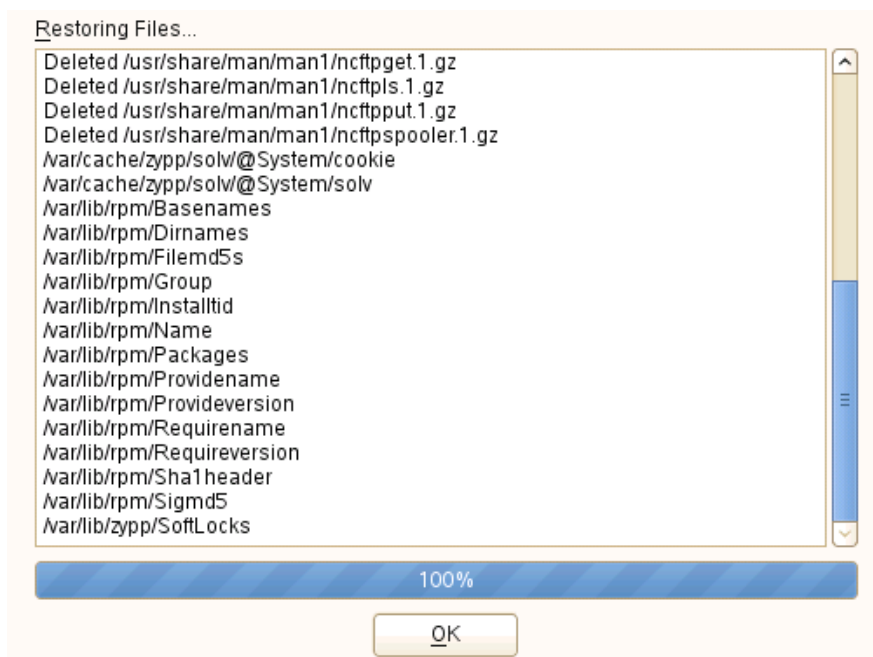 Restoring Files...
Deleted /usr/share/man/man1/ncftpget.1.gz
Deleted /usr/share/man/man1/ncftpls.1.gz
Deleted /usr/share/man/man1/ncftpput.1.gz
Deleted /usr/share/man/man1/ncftpspooler.1.gz
/var/cache/zypp/solv/@System/cookie
/var/cache/zypp/solv/@System/solv
/var/lib/rpm/Basenames
/var/lib/rpm/Dirnames
/var/lib/rpm/Filemd5s
/var/lib/rpm/Group
/var/lib/rpm/Installtid
/var/lib/rpm/Name
/var/lib/rpm/Packages
/var/lib/rpm/Providename
/var/lib/rpm/Provideversion
/var/lib/rpm/Requirename
/var/lib/rpm/Requireversion
/var/lib/rpm/Sha1header
/var/lib/rpm/Sigmd5
/var/lib/zypp/SoftLocks
100%
OK